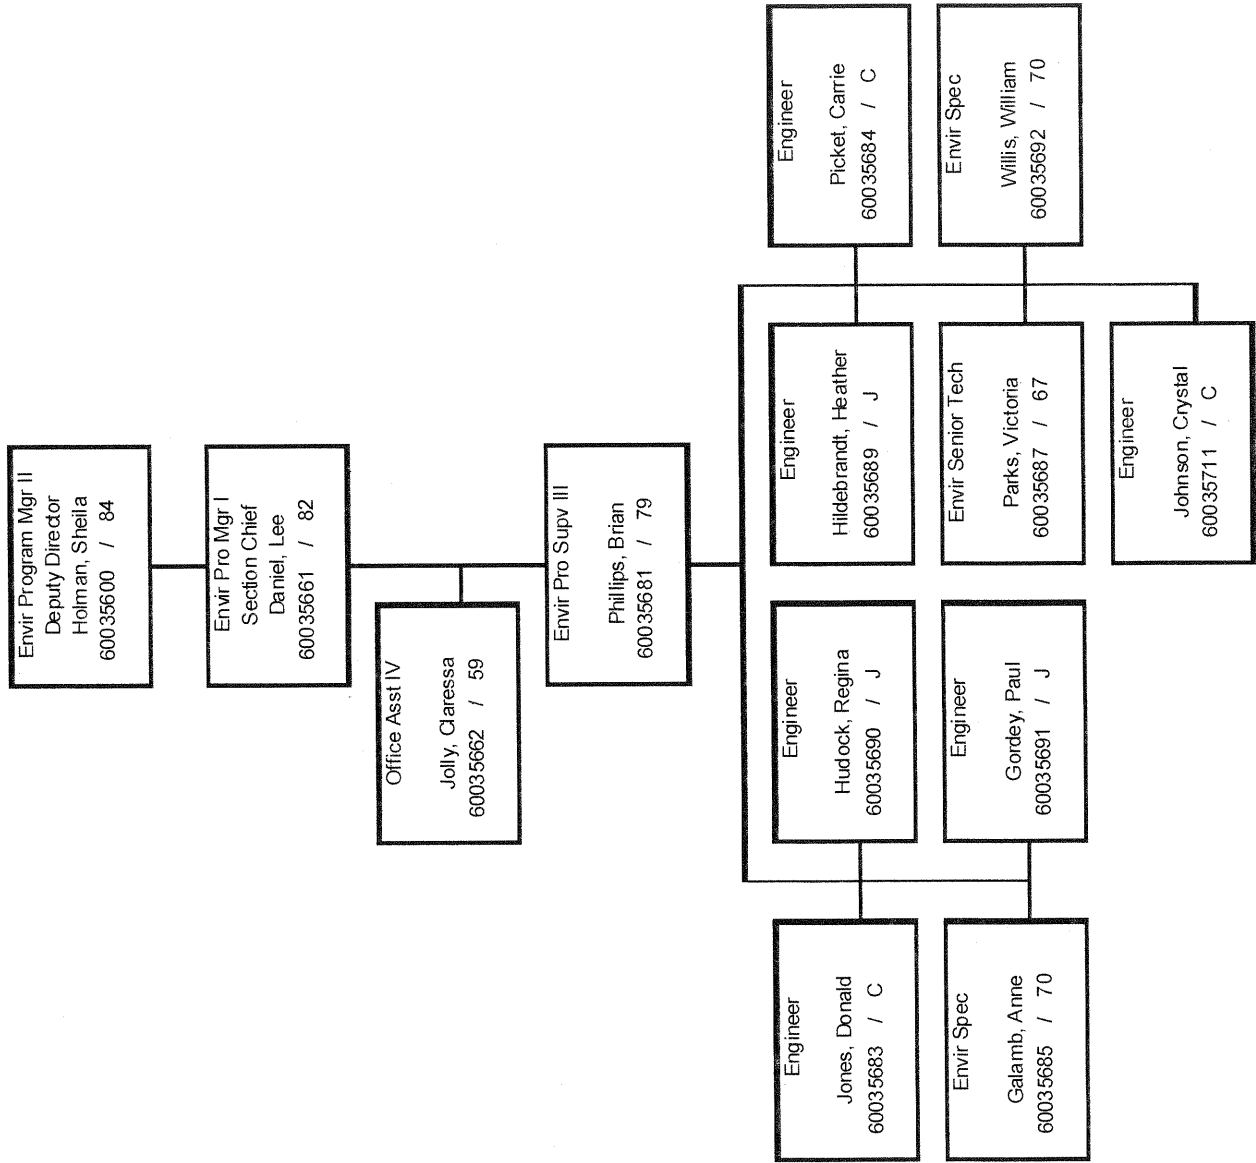 Envir Program Mgr II
Deputy Director
Holman, Sheila
60035600 / 84
Envir Pro Mgr I
Section Chief
Daniel, Lee
60035661 / 82
Office Asst IV
Jolly, Claressa
60035662 / 59
Envir Pro Supv III
Phillips, Brian
60035681 / 79
Engineer
Jones, Donald
60035683 / C
Engineer
Hudock, Regina
60035690 / J
Engineer
Hildebrandt, Heather
60035689 / J
Engineer
Picket, Carrie
60035684 / C
Envir Spec
Galamb, Anne
60035685 / 70
Engineer
Gordey, Paul
60035691 / J
Envir Senior Tech
Parks, Victoria
60035687 / 67
Envir Spec
Willis, William
60035692 / 70
Engineer
Johnson, Crystal
60035711 / C